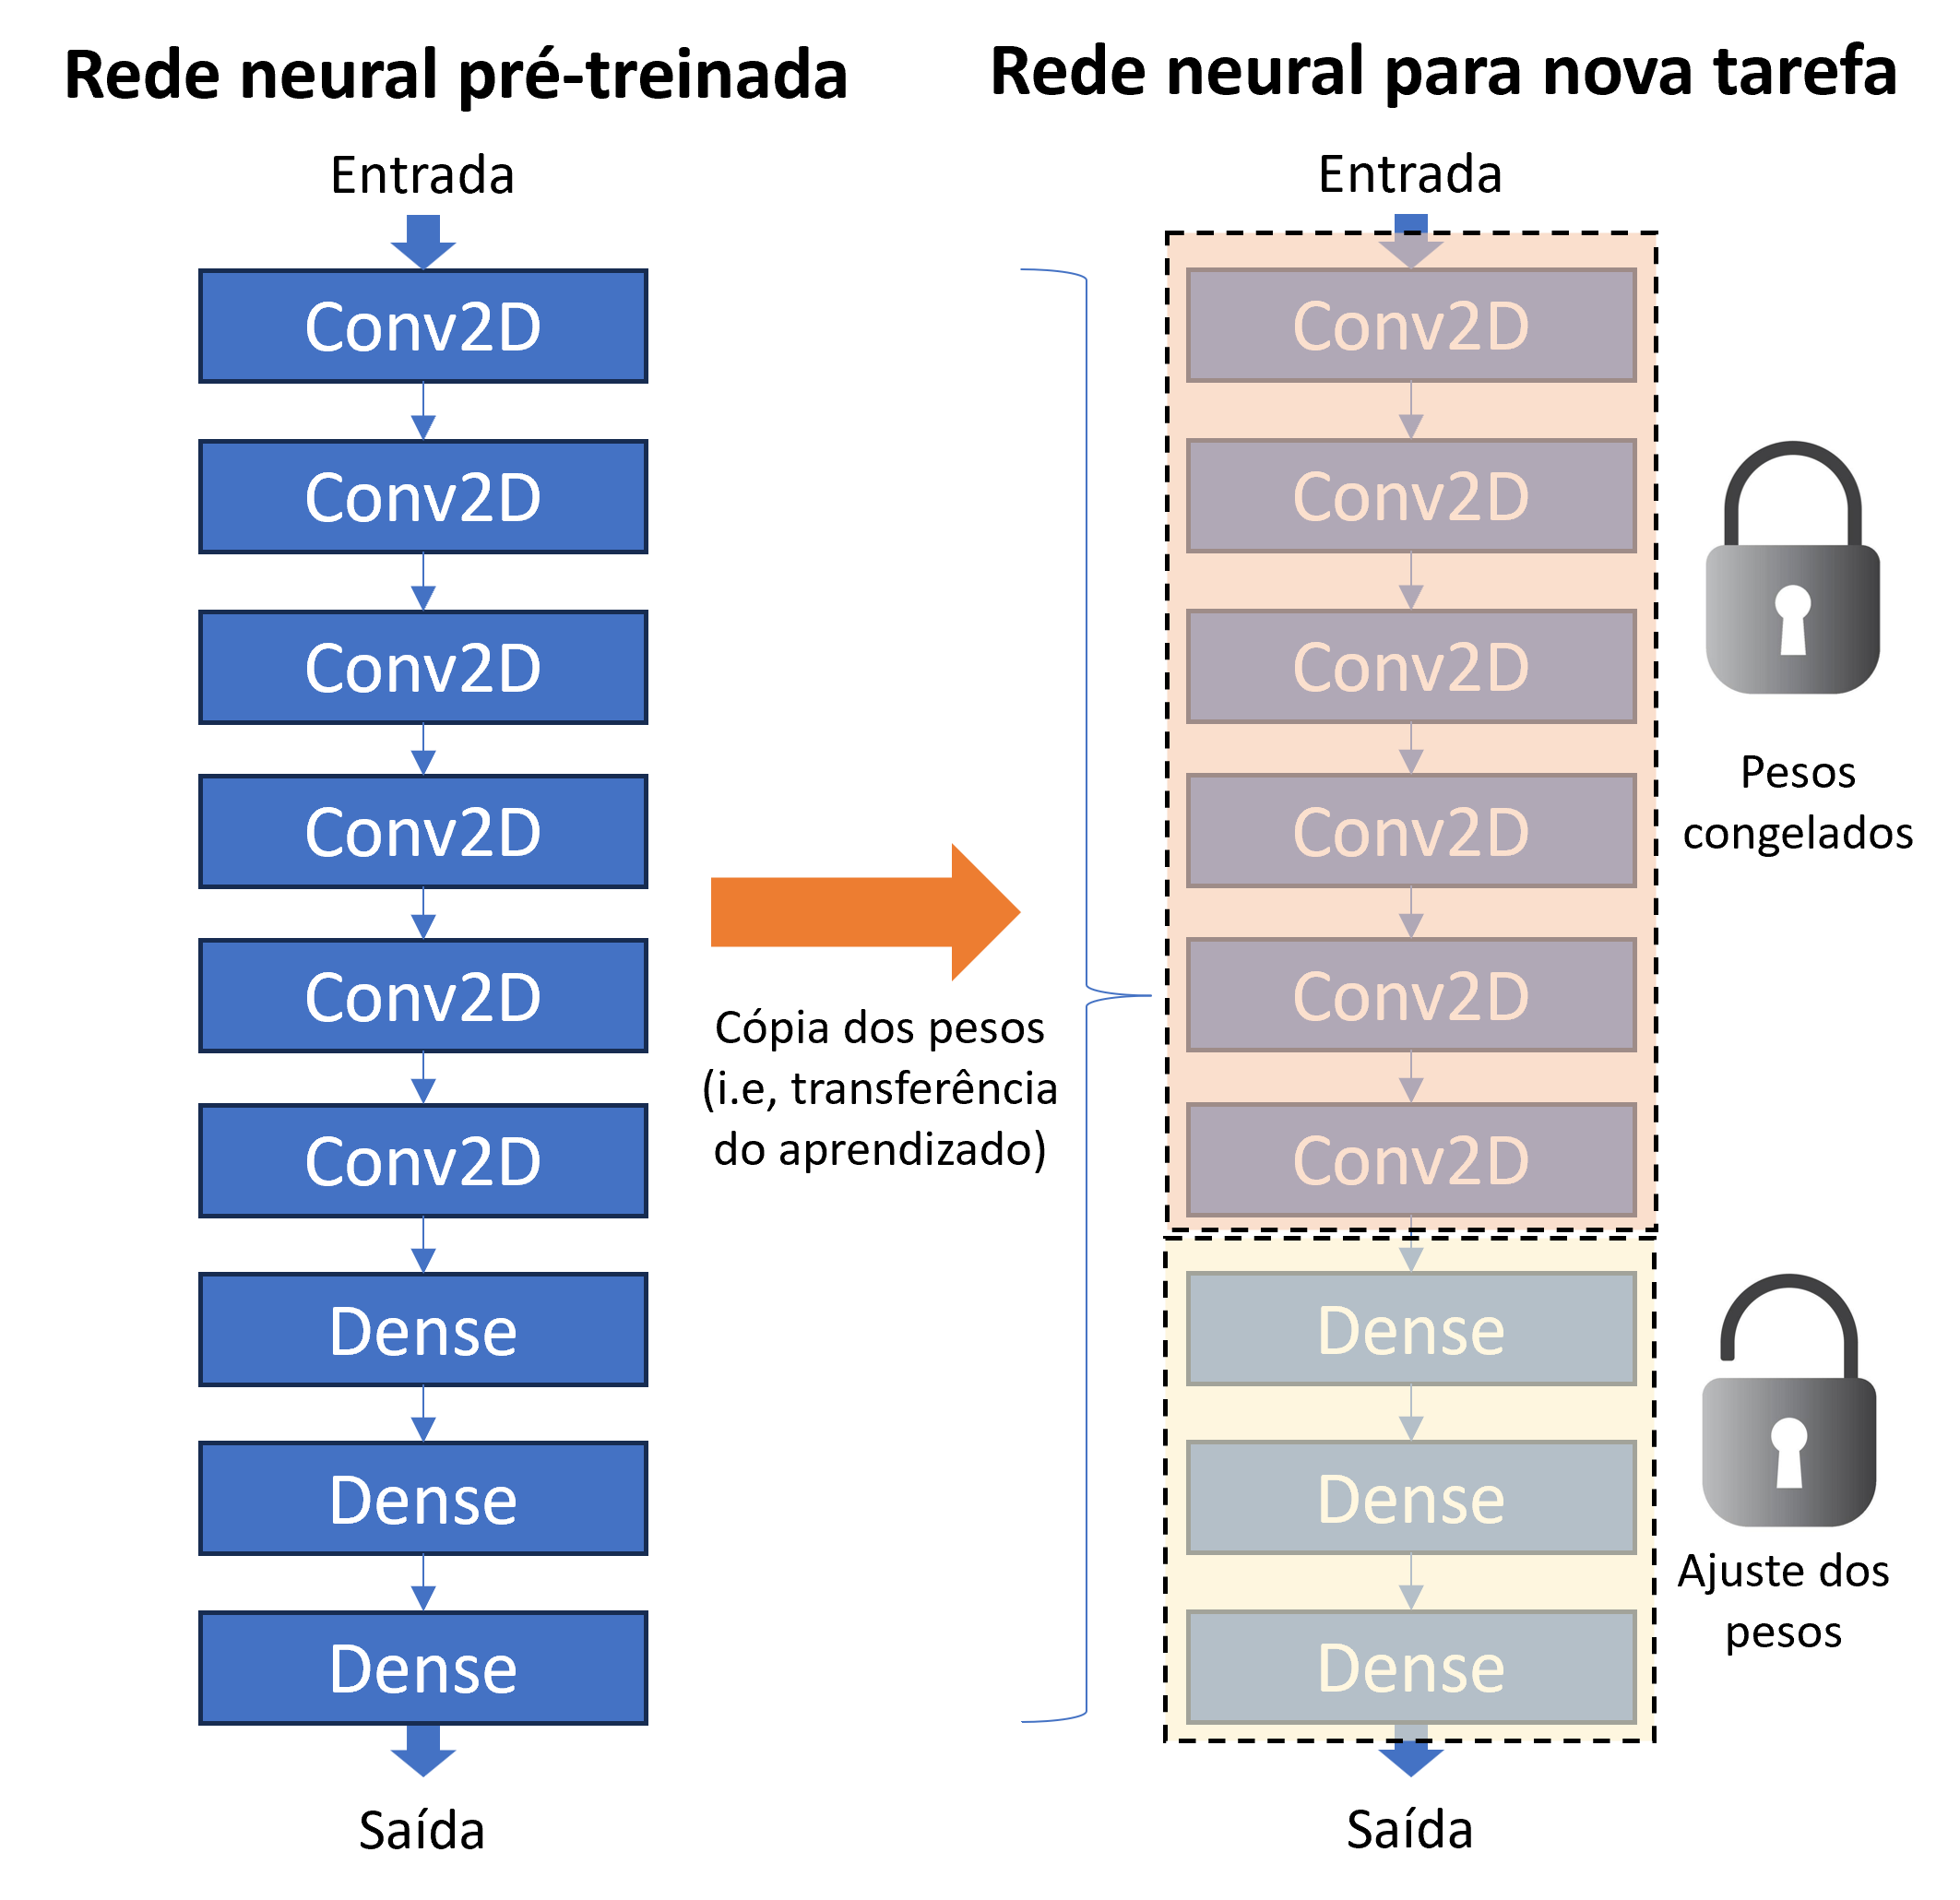 Rede neural pré-treinada
Entrada
Conv2D
Conv2D
Conv2D
Conv2D
Conv2D
Conv2D
Dense
Dense
Dense
Saída
Cópia dos pesos
(i.e, transferência
do aprendizado)
Rede neural para nova tarefa
Entrada
Conv2D
Conv2D
Conv2D
Conv2D
Conv2D
Conv2D
Dense
Dense
Dense
Saída
Pesos
congelados
Ajuste dos
pesos